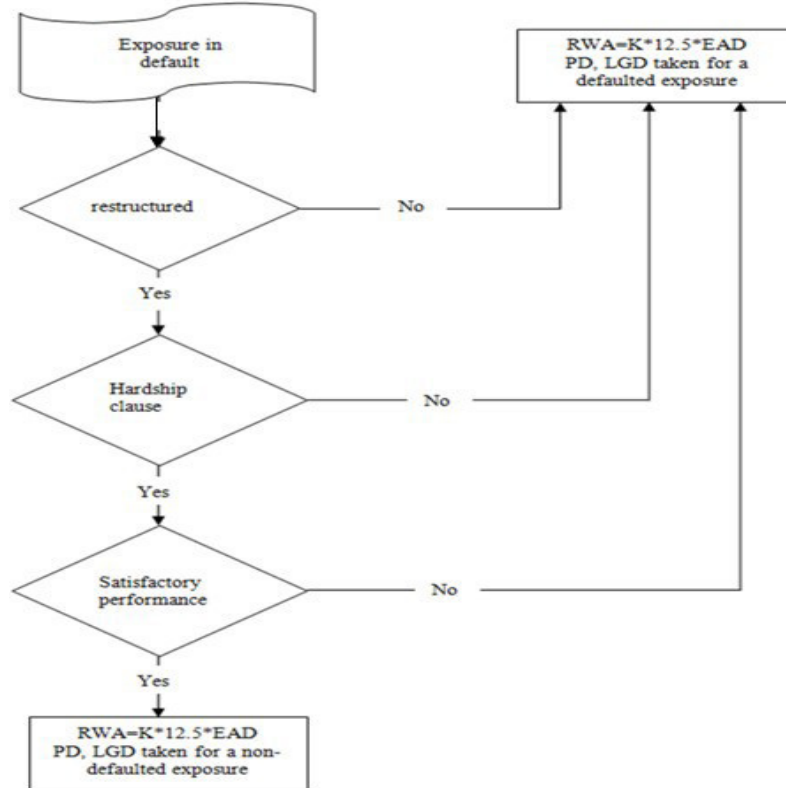 Exposure in
default
RWA=K*12.5*EAD
PD, LGD taken for a
defaulted exposure
restructured
No
Yes
Hardship
clause
No
Yes
Satisfactory
performance
No
Yes
RWA=K*12.5*EAD
PD, LGD taken for a non-
defaulted exposure